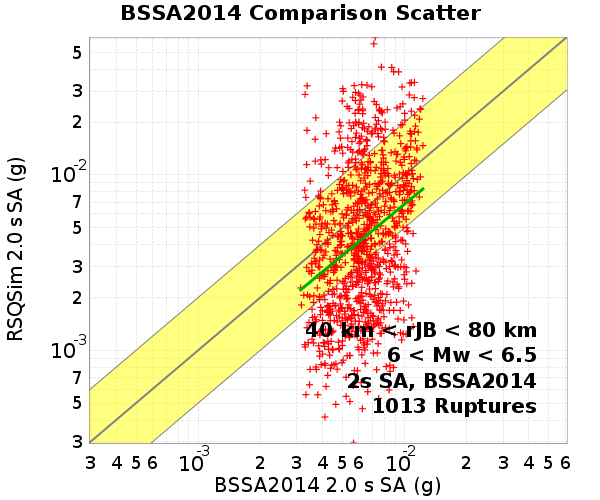 BSSA2014 Comparison Scatter
RSQSim 2.0 s SA (g)
5
3
2
10-2
7
5
3
2
10-3
7
5
3
40 km < rJB < 80 km
6 < Mw < 6.5
2s SA, BSSA2014
1013 Ruptures
3 4 5 6 10-3 2 3 4 5 6 10-2 2 3 4 5 6
BSSA2014 2.0 s SA (g)